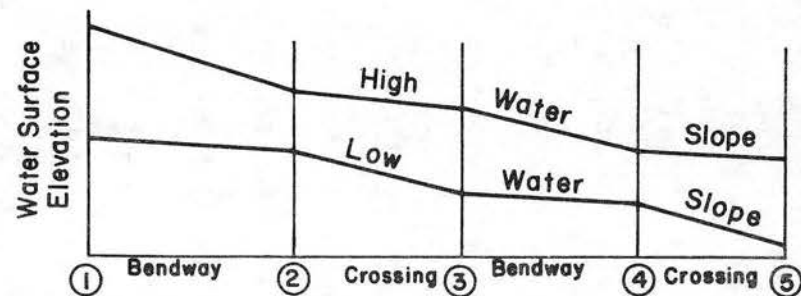 Water Surface
Elevation
High Water Slope
Low Water Slope
① Bendway ② Crossing ③ Bendway ④ Crossing ⑤